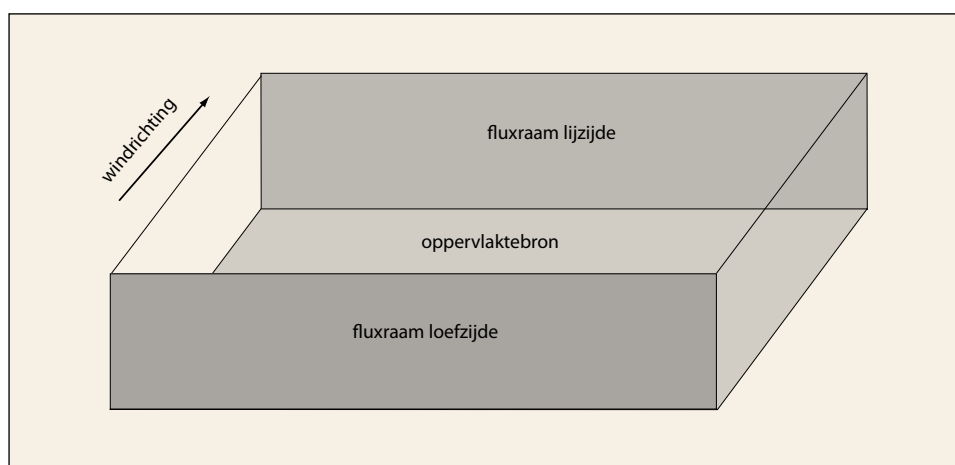 windrichting
fluxraam lijzijde
oppervlaktebron
fluxraam loefzijde